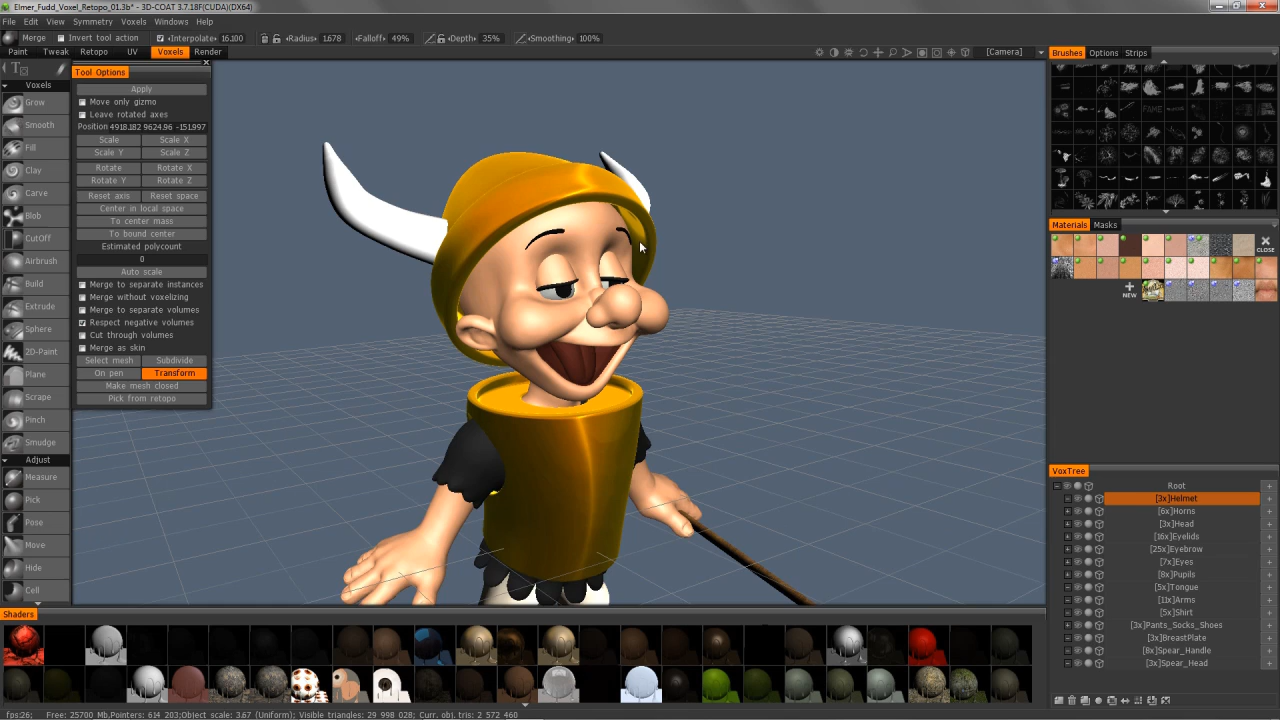 Elmer_Fudd_Voxel_Retopo_01.3b* - 3D-COAT 3.7.18F(CUDA)(DX64)
File Edit View Symmetry Voxels Windows Help
Merge Invert tool action Interpolate 16.100 Radius 1.678 Falloff 49% Depth 35% Smoothing 100%
Paint Tweak Retopo UV Voxels Render [Camera]
Brushes Options Strips
Tool Options
Voxels
Apply
Grow
Move only gizmo
Leave rotated axes
Smooth
Position 4918.182 9624.96 -151.997
Scale Scale X
Fill
Scale Y Scale Z
Clay
Rotate Rotate X
Rotate Y Rotate Z
Carve
Reset axis Reset space
Center in local space
Blob
To center mass
To bound center
CutOff
Estimated polycount
0
Airbrush
Auto scale
Build
Merge to separate instances
Merge without voxelizing
Extrude
Merge to separate volumes
Respect negative volumes
Sphere
Cut through volumes
Merge as skin
2D-Paint
Select mesh Subdivide
Plane
On pen Transform
Make mesh closed
Scrape
Pick from retopo
Pinch
Smudge
Adjust
Measure
Pick
Pose
Move
Hide
Cell
FAME
Materials Masks
CLOSE
NEW
VoxTree
Root
[3x]Helmet
[6x]Horns
[3x]Head
[16x]Eyelids
[25x]Eyebrow
[7x]Eyes
[8x]Pupils
[5x]Tongue
[11x]Arms
[5x]Shirt
[3x]Pants_Socks_Shoes
[3x]BreastPlate
[8x]Spear_Handle
[3x]Spear_Head
Shaders
fps:26; Free: 25700_Mb,Pointers: 614 203;Object scale: 3.67 (Uniform); Visible triangles: 29 998 028; Curr. obj. tris: 2 572 460